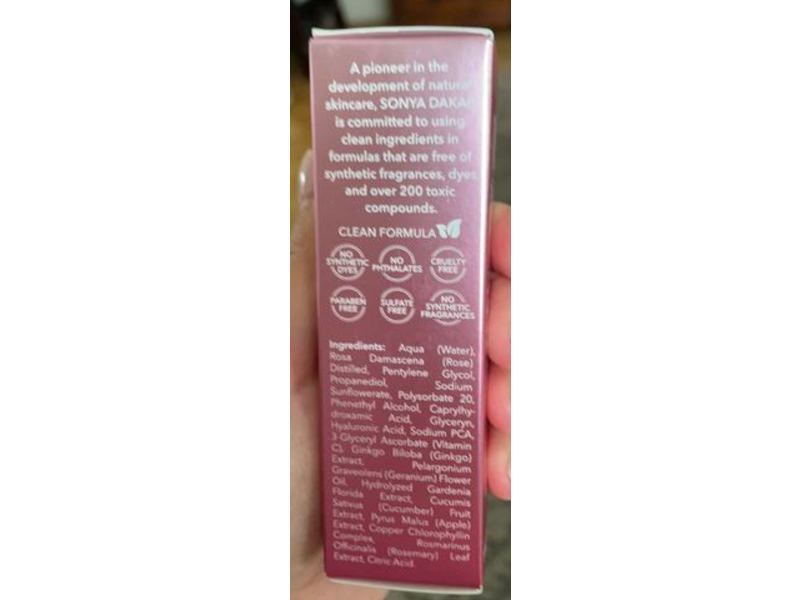 A pioneer in the
development of natural
skincare, SONYA DAKAR
is committed to using
clean ingredients in
formulas that are free of
synthetic fragrances, dyes
and over 200 toxic
compounds.
CLEAN FORMULA
NO SYNTHETIC DYES
NO PHTHALATES
CRUELTY FREE
PARABEN FREE
SULFATE FREE
NO SYNTHETIC FRAGRANCES
Ingredients: Aqua (Water),
Rosa Damascena (Rose)
Distilled, Pentylene Glycol,
Propanediol, Sodium
Sunflowerate, Polysorbate 20,
Phenethyl Alcohol, Caprylhy-
droxamic Acid, Glyceryn,
Hyaluronic Acid, Sodium PCA,
3-Glyceryl Ascorbate (Vitamin
C), Ginkgo Biloba (Ginkgo)
Extract, Pelargonium
Graveolens (Geranium) Flower
Oil, Hydrolyzed Gardenia
Florida Extract, Cucumis
Sativus (Cucumber) Fruit
Extract, Pyrus Malus (Apple)
Extract, Copper Chlorophyllin
Complex, Rosmarinus
Officinalis (Rosemary) Leaf
Extract, Citric Acid.